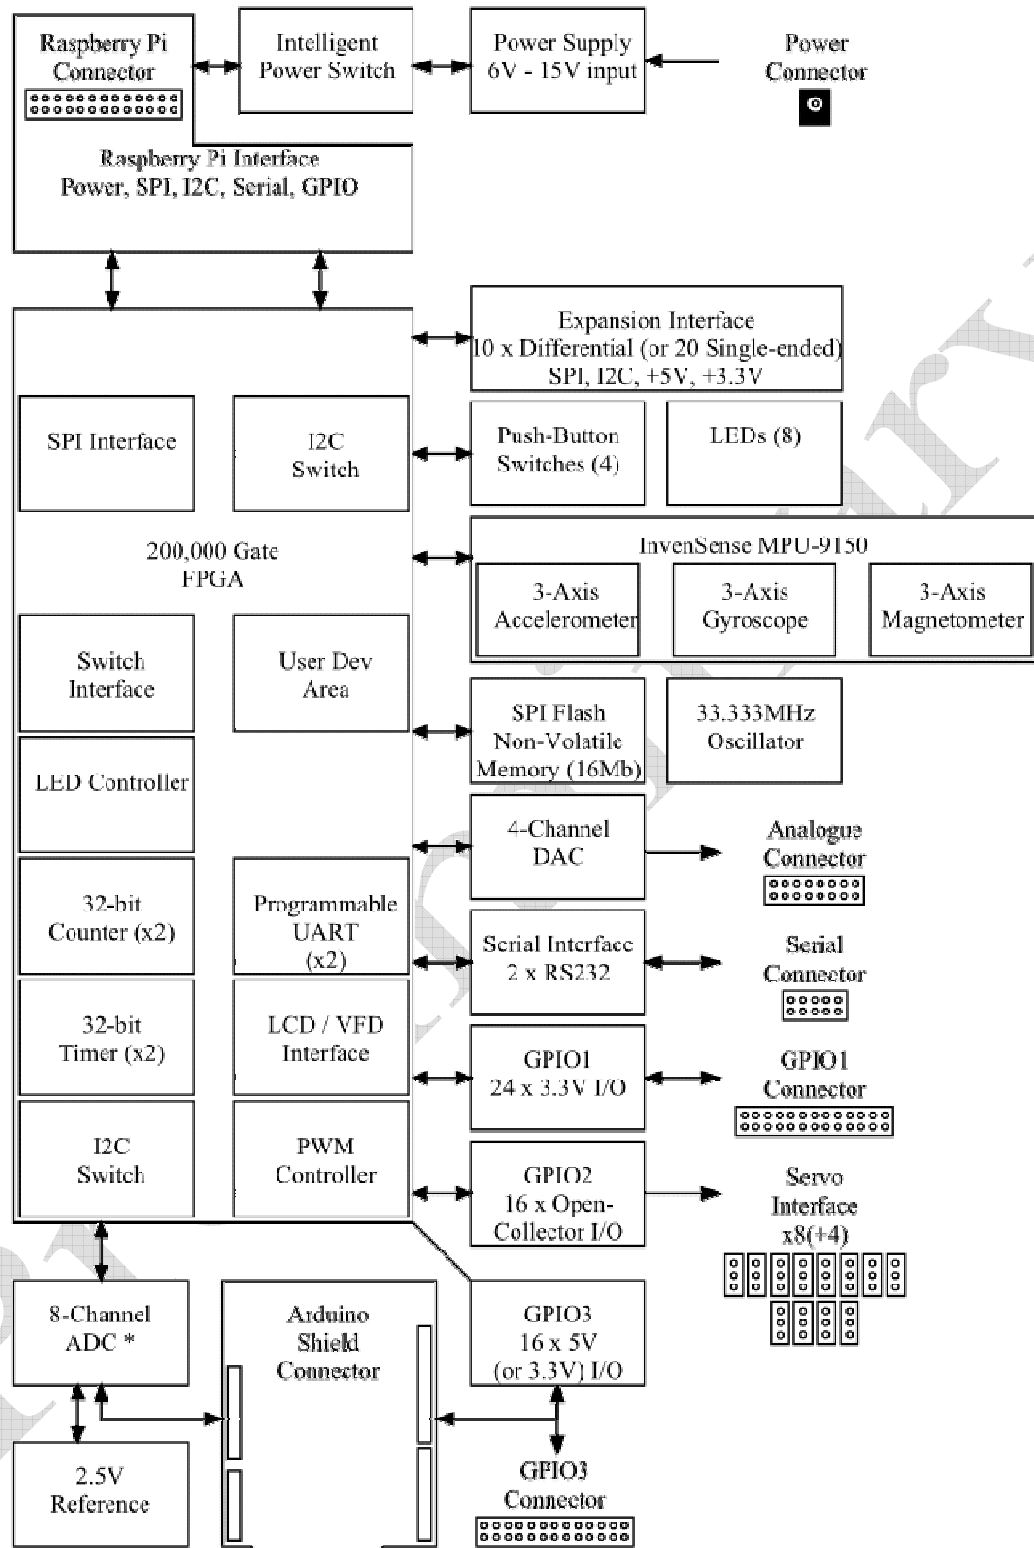 Raspberry Pi
Connector
Intelligent
Power Switch
Power Supply
6V - 15V input
Power
Connector
Raspberry Pi Interface
Power, SPI, I2C, Serial, GPIO
Expansion Interface
10 x Differential (or 20 Single-ended)
SPI, I2C, +5V, +3.3V
SPI Interface
I2C
Switch
Push-Button
Switches (4)
LEDs (8)
200,000 Gate
FPGA
InvenSense MPU-9150
3-Axis
Accelerometer
3-Axis
Gyroscope
3-Axis
Magnetometer
Switch
Interface
User Dev
Area
SPI Flash
Non-Volatile
Memory (16Mb)
33.333MHz
Oscillator
LED Controller
4-Channel
DAC
Analogue
Connector
32-bit
Counter (x2)
Programmable
UART
(x2)
Serial Interface
2 x RS232
Serial
Connector
32-bit
Timer (x2)
LCD / VFD
Interface
GPIO1
24 x 3.3V I/O
GPIO1
Connector
I2C
Switch
PWM
Controller
GPIO2
16 x Open-
Collector I/O
Servo
Interface
x8(+4)
8-Channel
ADC *
Arduino
Shield
Connector
GPIO3
16 x 5V
(or 3.3V) I/O
2.5V
Reference
GPIO3
Connector